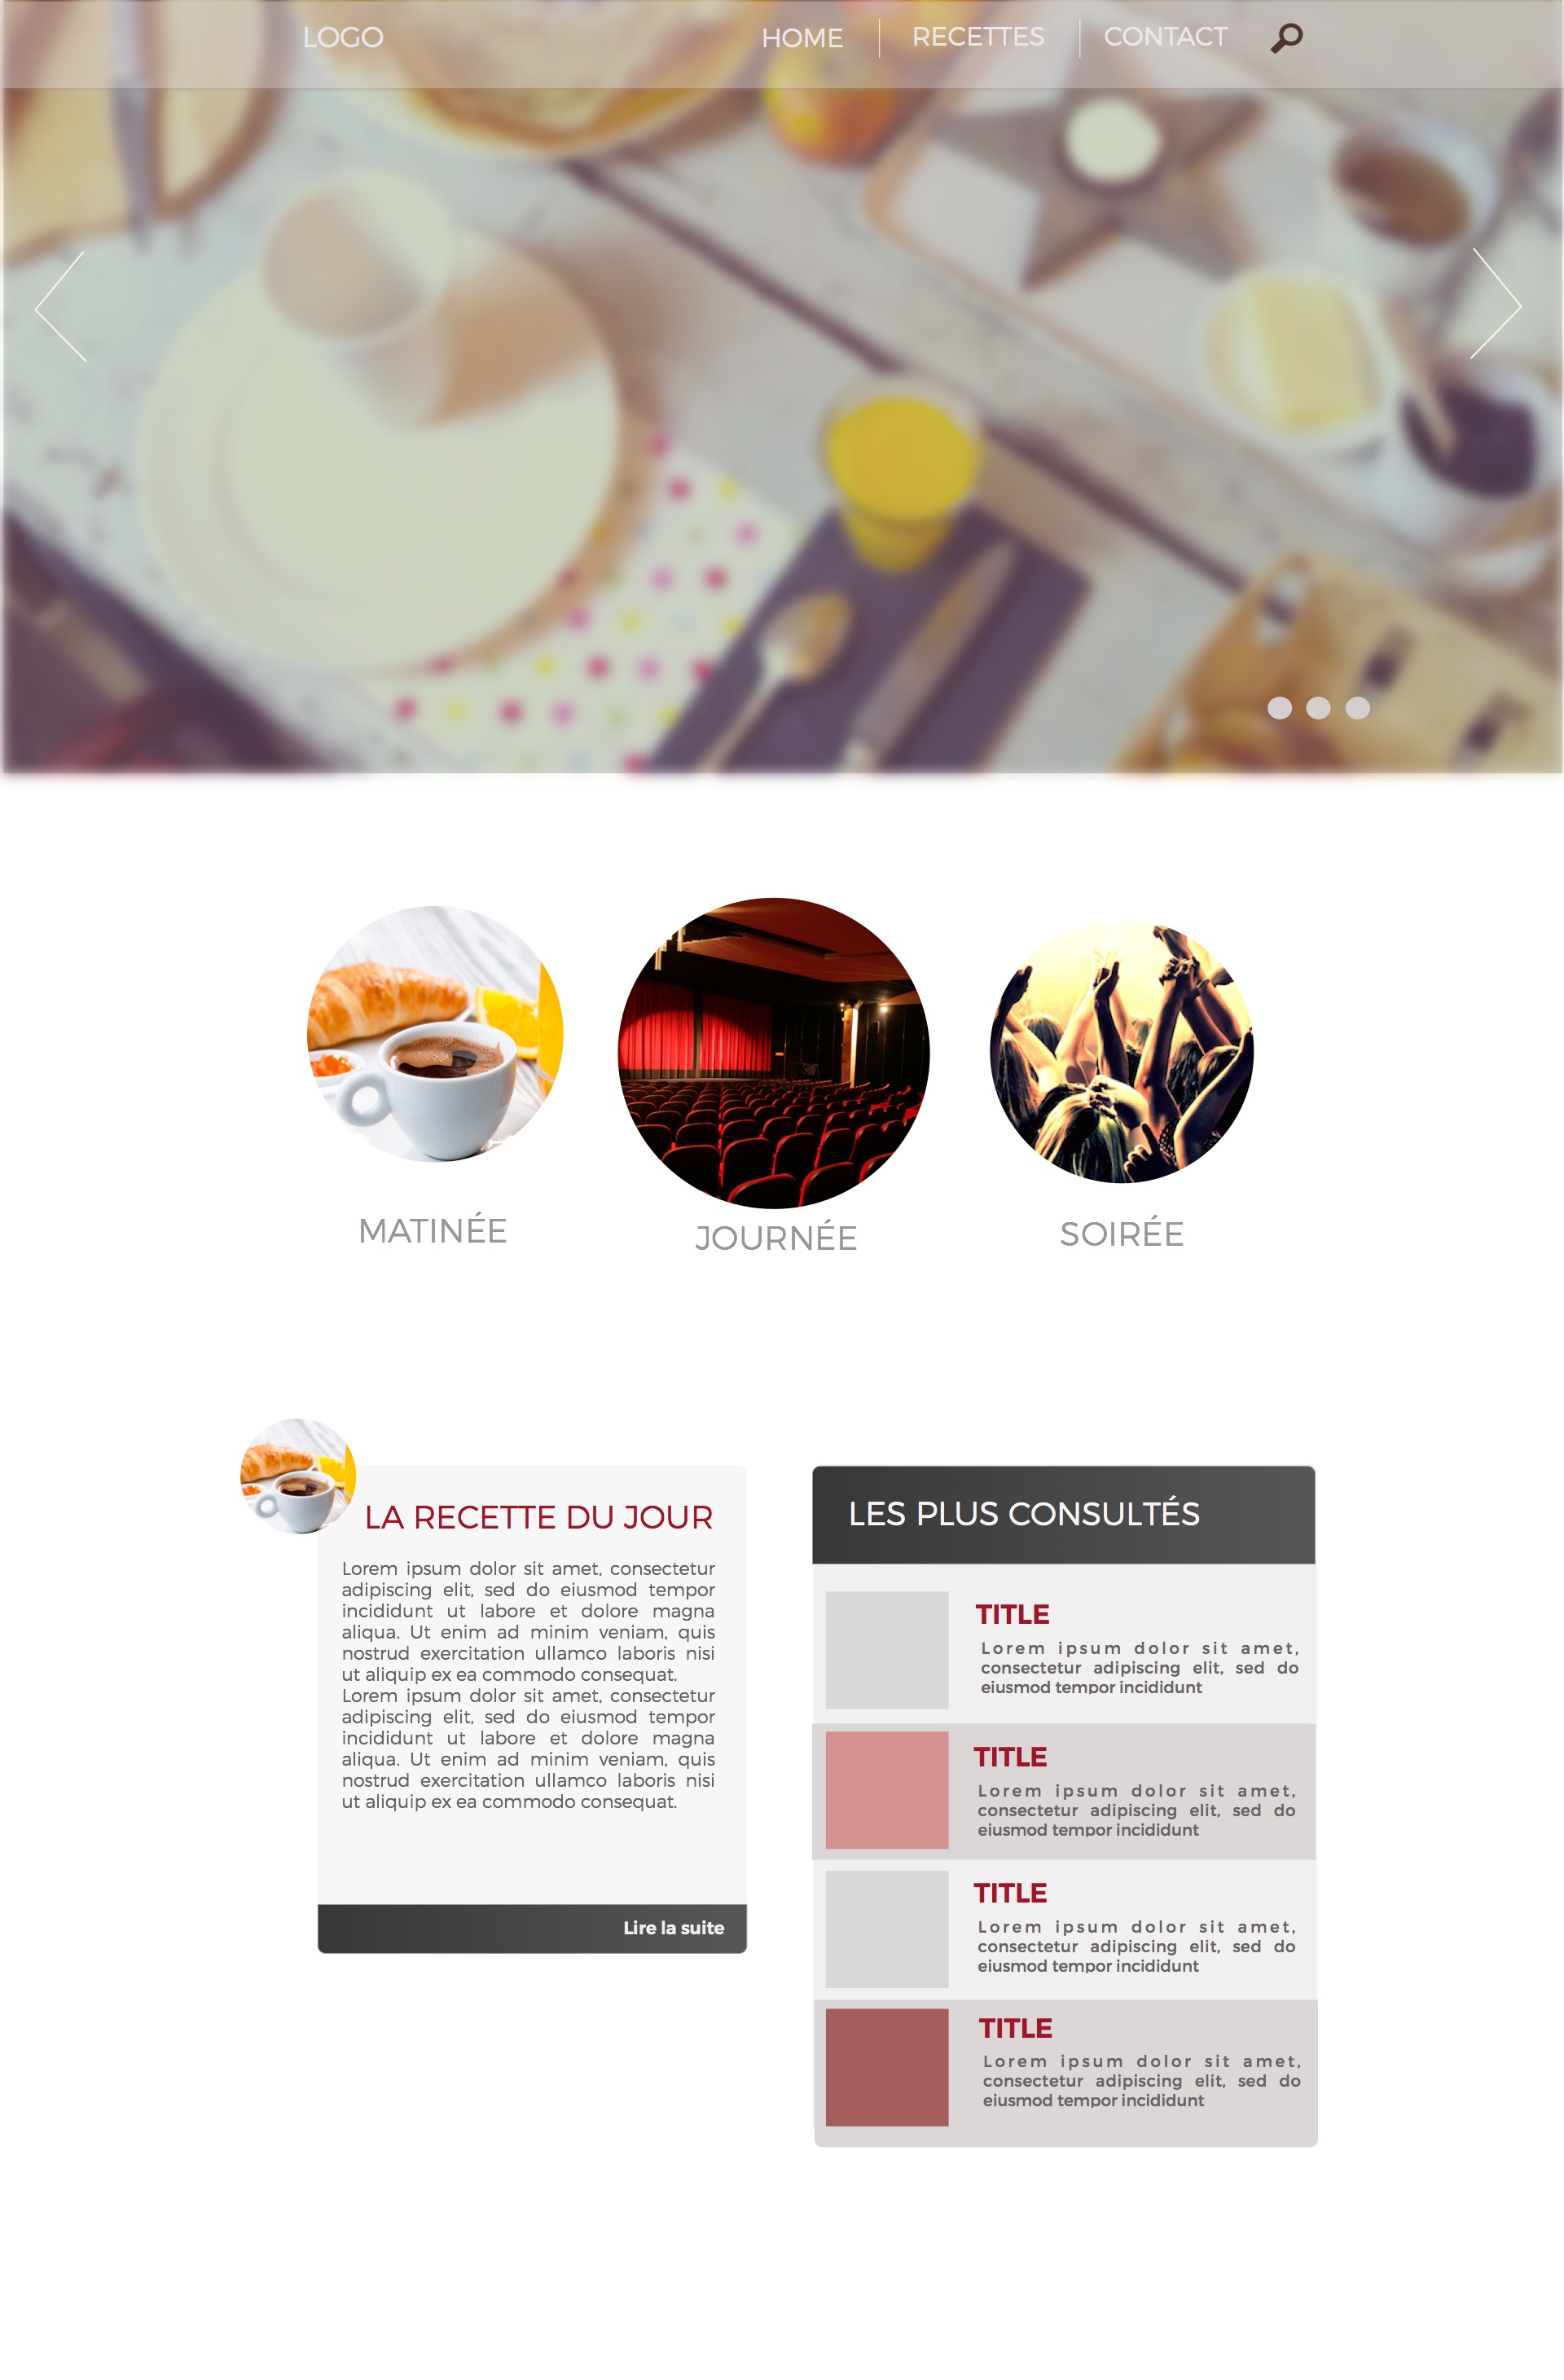 LOGO
HOME
RECETTES
CONTACT
MATINÉE
JOURNÉE
SOIRÉE
LA RECETTE DU JOUR
Lorem ipsum dolor sit amet, consectetur
adipiscing elit, sed do eiusmod tempor
incididunt ut labore et dolore magna
aliqua. Ut enim ad minim veniam, quis
nostrud exercitation ullamco laboris nisi
ut aliquip ex ea commodo consequat.
Lorem ipsum dolor sit amet, consectetur
adipiscing elit, sed do eiusmod tempor
incididunt ut labore et dolore magna
aliqua. Ut enim ad minim veniam, quis
nostrud exercitation ullamco laboris nisi
ut aliquip ex ea commodo consequat.
Lire la suite
LES PLUS CONSULTÉS
TITLE
Lorem ipsum dolor sit amet,
consectetur adipiscing elit, sed do
eiusmod tempor incididunt
TITLE
Lorem ipsum dolor sit amet,
consectetur adipiscing elit, sed do
eiusmod tempor incididunt
TITLE
Lorem ipsum dolor sit amet,
consectetur adipiscing elit, sed do
eiusmod tempor incididunt
TITLE
Lorem ipsum dolor sit amet,
consectetur adipiscing elit, sed do
eiusmod tempor incididunt